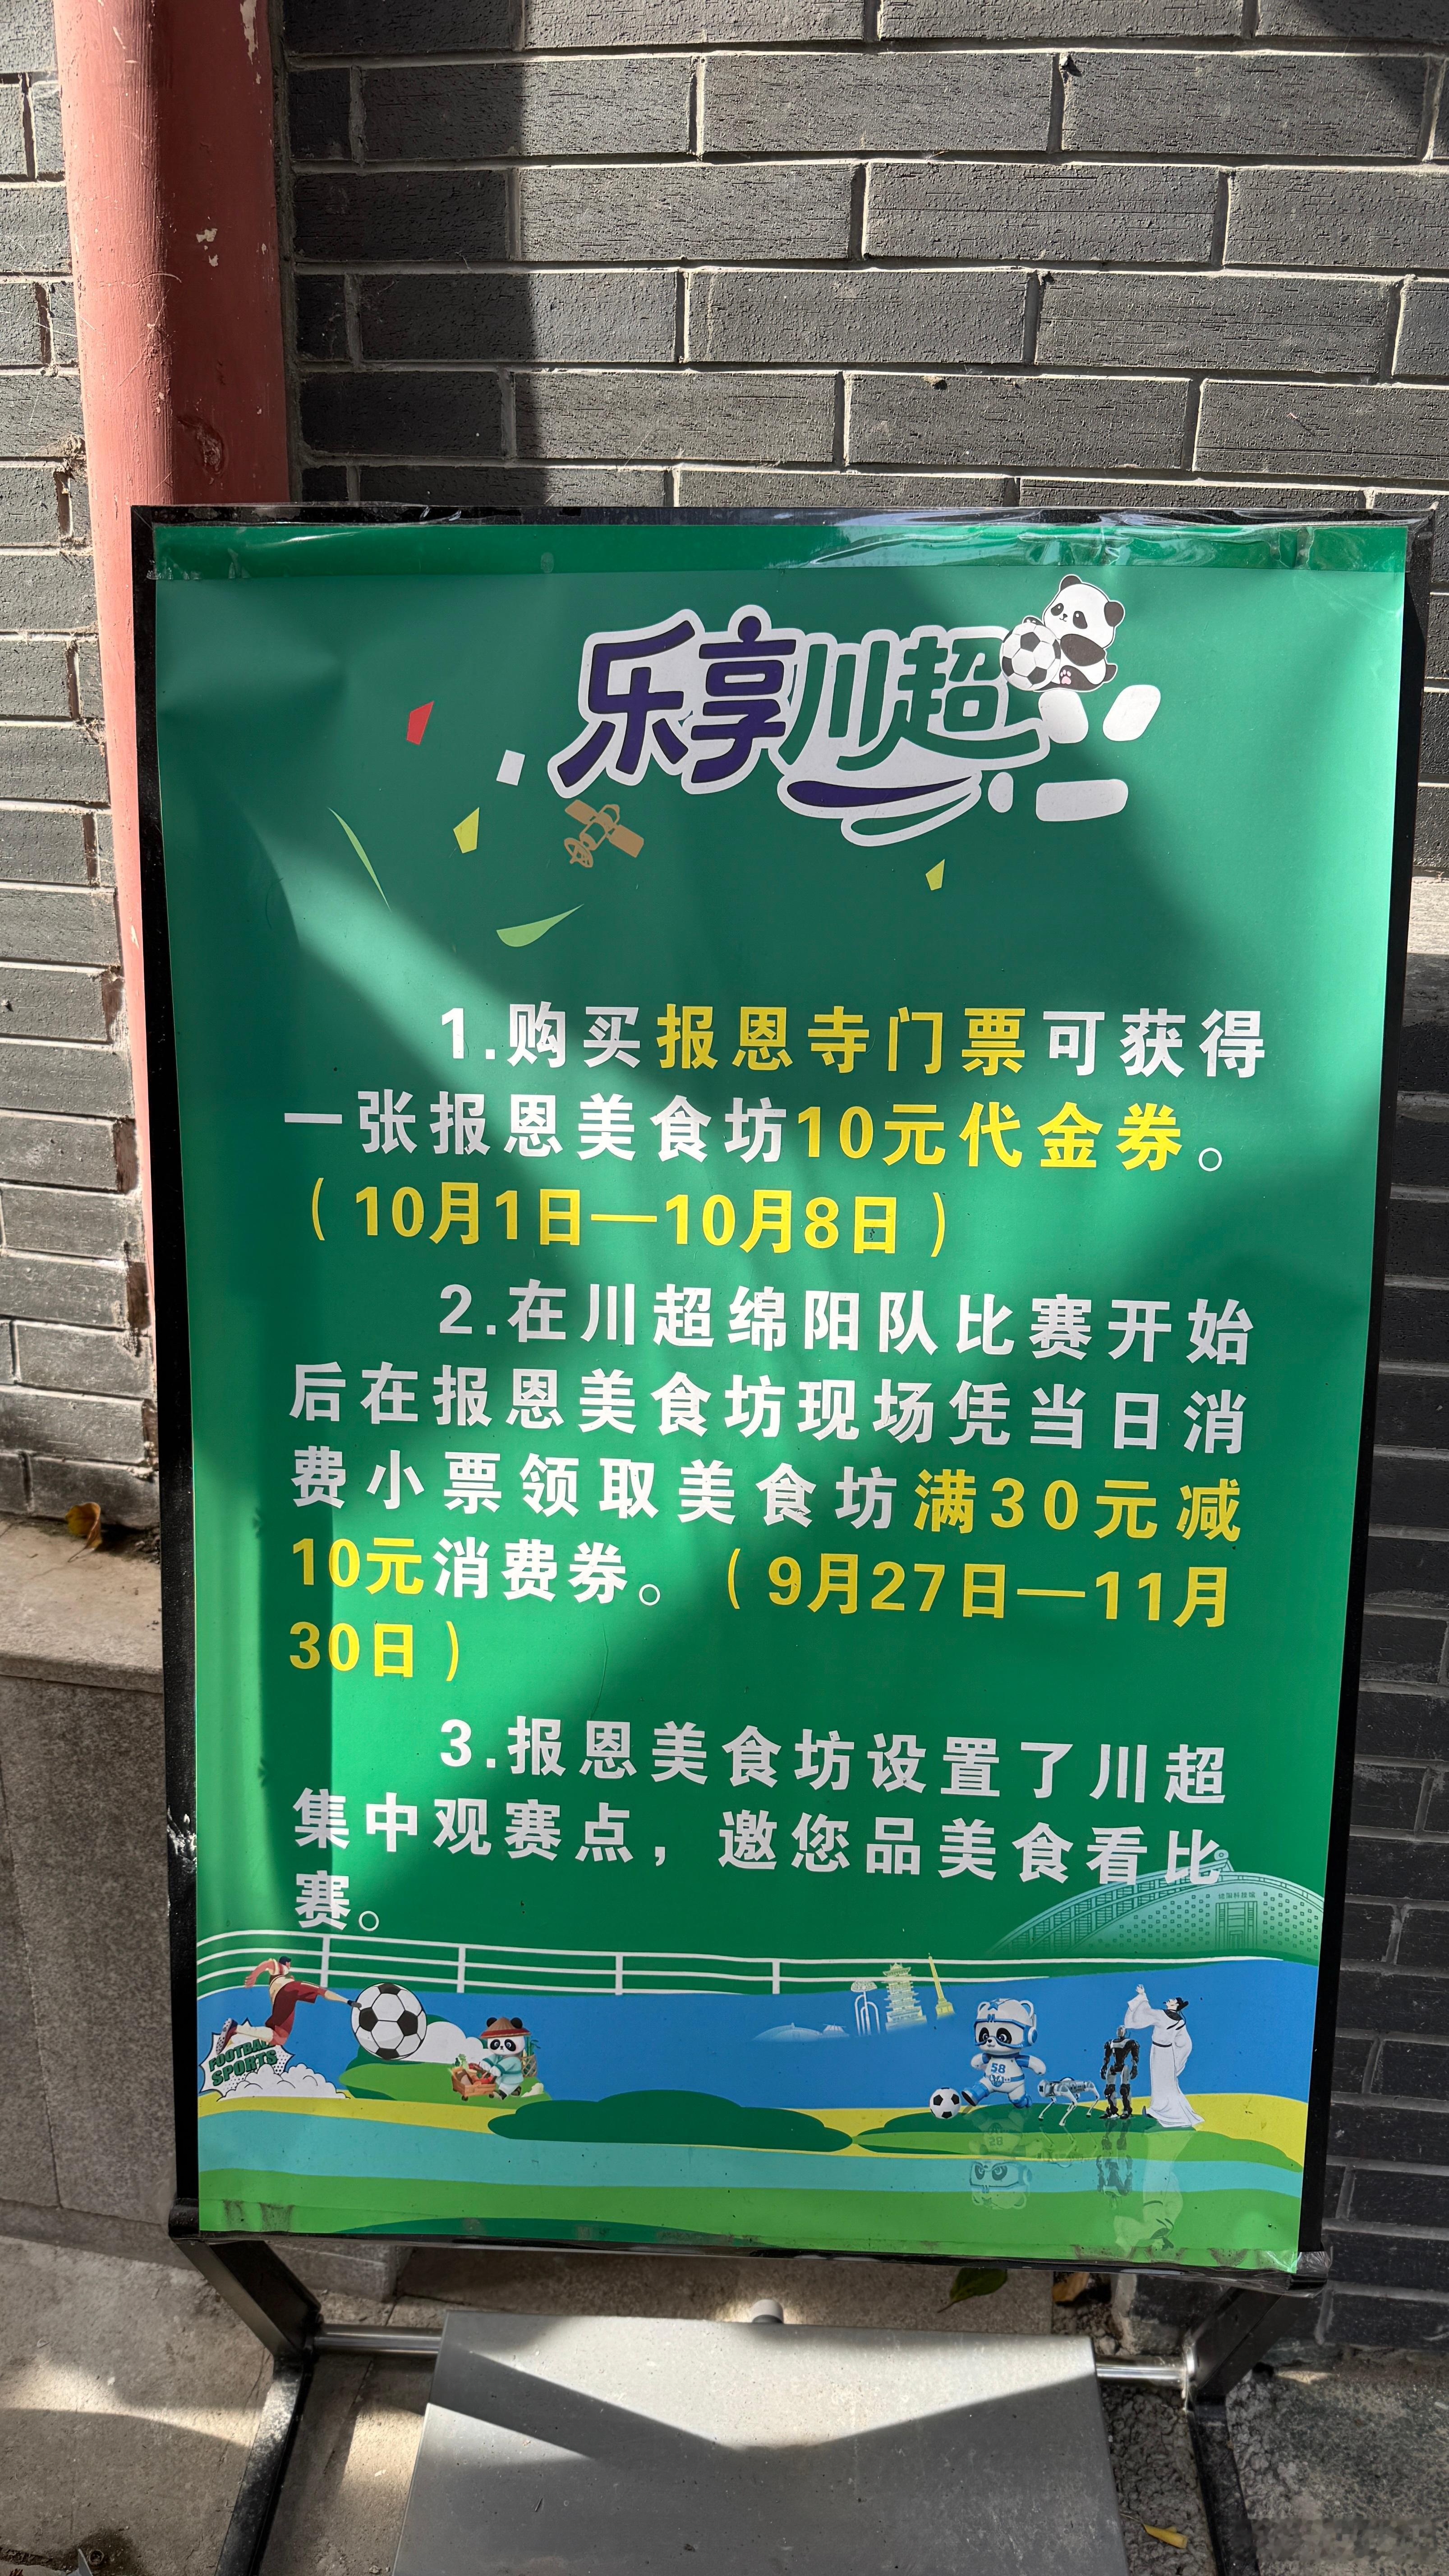 乐享川超
1.购买报恩寺门票可获得
一张报恩美食坊10元代金券。
（10月1日—10月8日）
2.在川超绵阳队比赛开始
后在报恩美食坊现场凭当日消
费小票领取美食坊满30元减
10元消费券。（9月27日—11月
30日）
3.报恩美食坊设置了川超
集中观赛点，邀您品美食看比
赛。
FOOTBALL
SPORTS
58